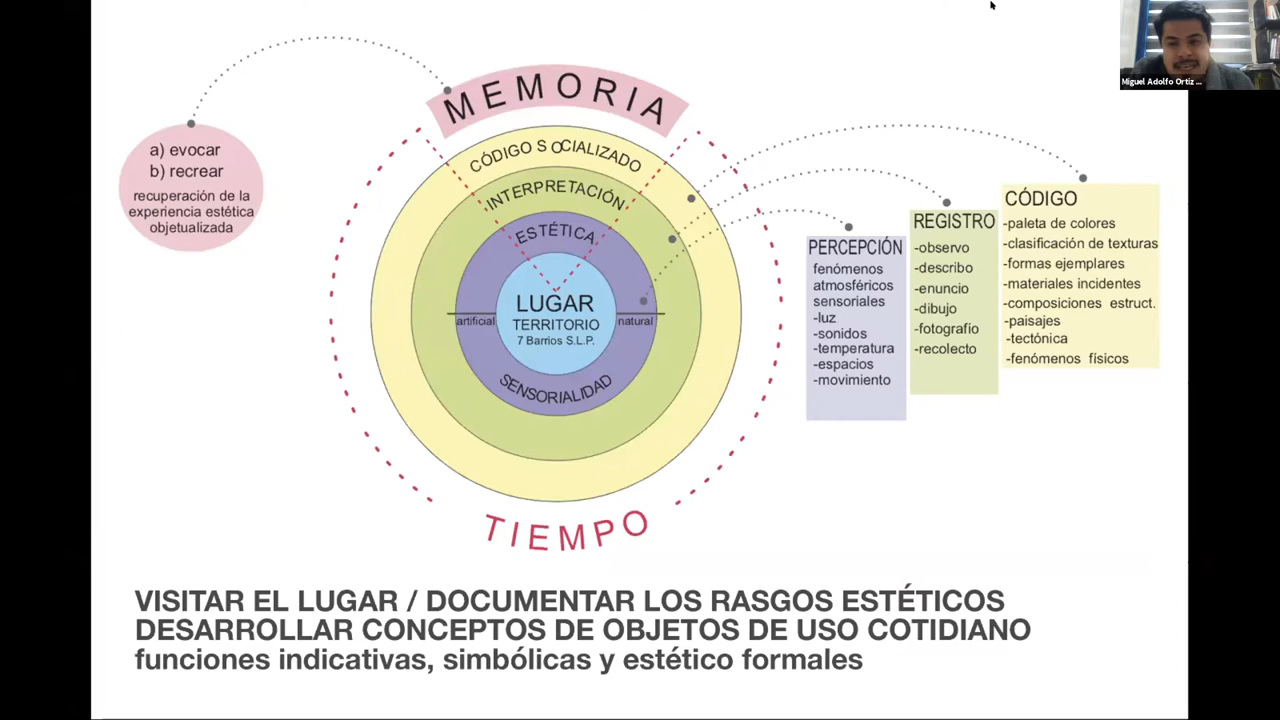 Miguel Adolfo Ortiz ...
MEMORIA
a) evocar
b) recrear
recuperación de la
experiencia estética
objetualizada
CÓDIGO SOCIALIZADO
INTERPRETACIÓN
ESTÉTICA
LUGAR
TERRITORIO
7 Barrios S.L.P.
artificial
natural
SENSORIALIDAD
TIEMPO
PERCEPCIÓN
fenómenos
atmosféricos
sensoriales
-luz
-sonidos
-temperatura
-espacios
-movimiento
REGISTRO
-observo
-describo
-enuncio
-dibujo
-fotografio
-recolecto
CÓDIGO
-paleta de colores
-clasificación de texturas
-formas ejemplares
-materiales incidentes
-composiciones estruct.
-paisajes
-tectónica
-fenómenos físicos
VISITAR EL LUGAR / DOCUMENTAR LOS RASGOS ESTÉTICOS
DESARROLLAR CONCEPTOS DE OBJETOS DE USO COTIDIANO
funciones indicativas, simbólicas y estético formales